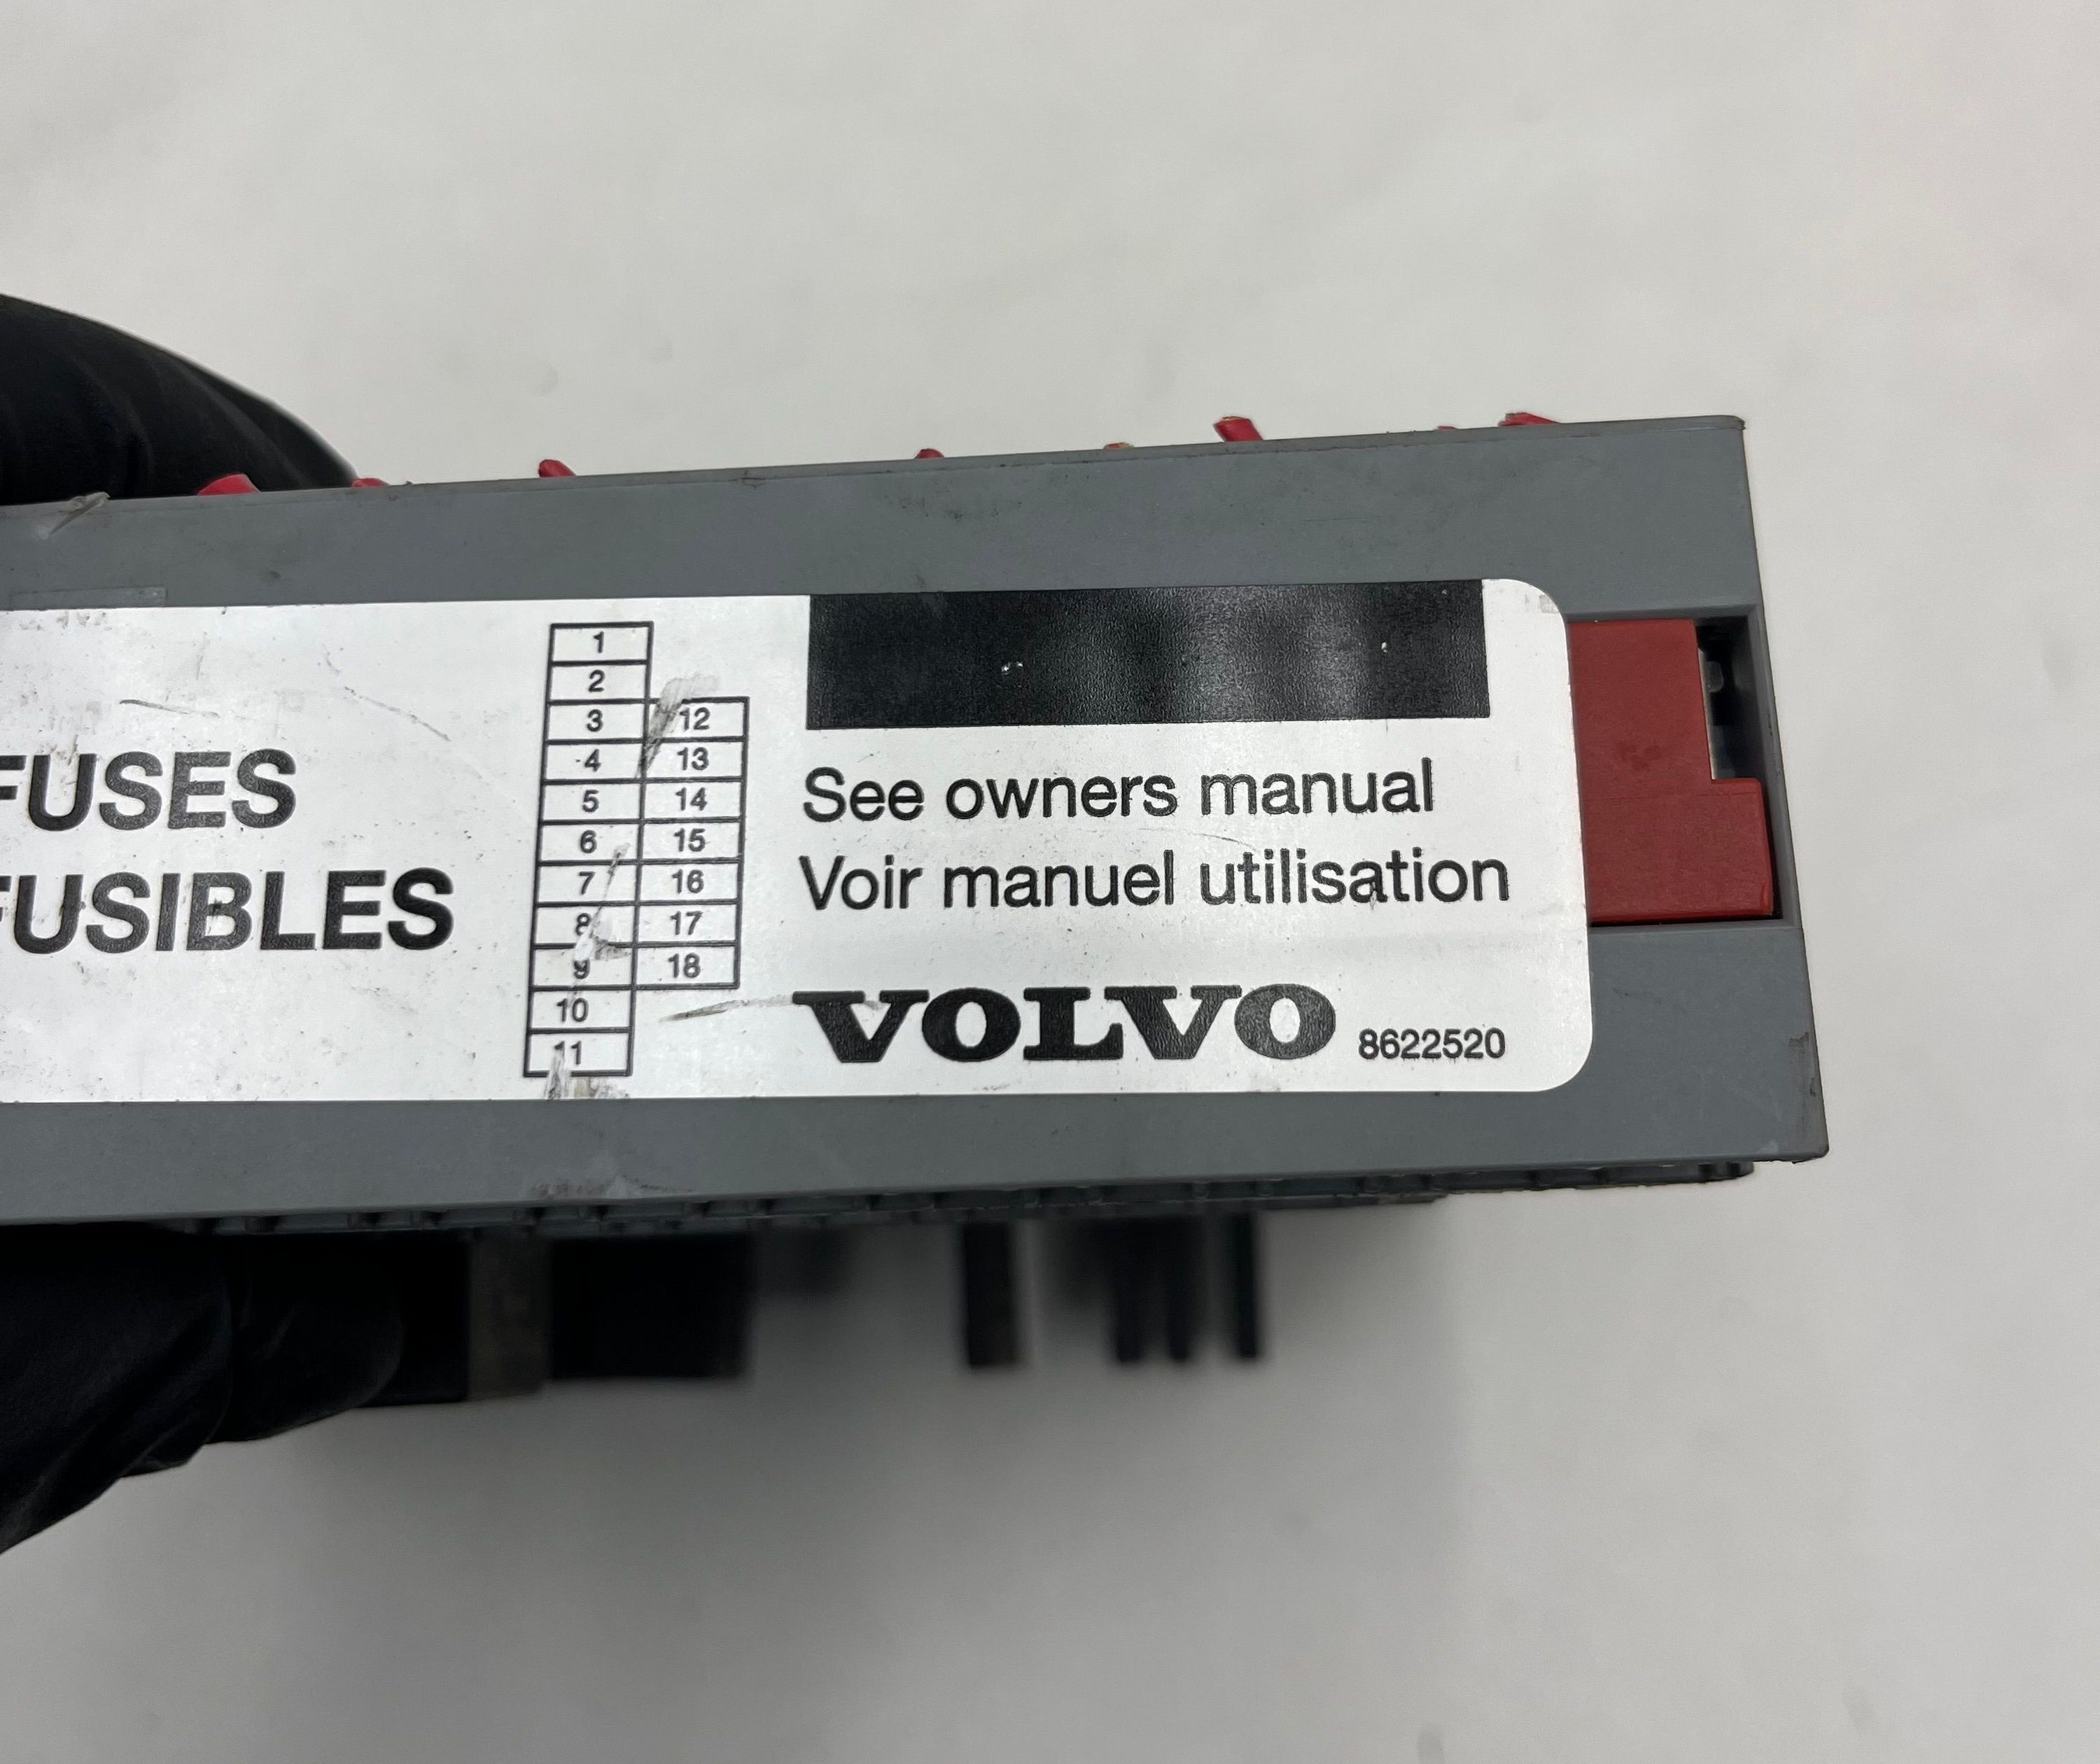 FUSES
FUSIBLES
1
2
3 12
4 13
5 14
6 15
7 16
8 17
9 18
10
11
See owners manual
Voir manuel utilisation
VOLVO 8622520